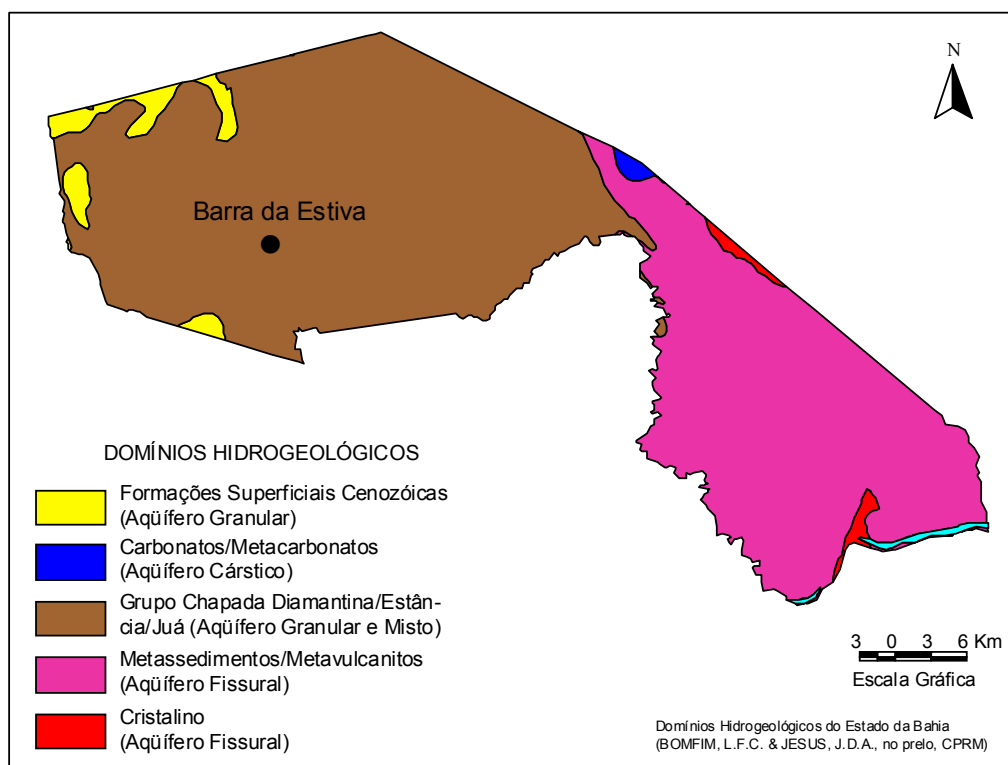 N
Barra da Estiva
DOMÍNIOS HIDROGEOLÓGICOS
Formações Superficiais Cenozóicas
(Aqüífero Granular)
Carbonatos/Metacarbonatos
(Aqüífero Cárstico)
Grupo Chapada Diamantina/Estân-
cia/Juá (Aqüífero Granular e Misto)
Metassedimentos/Metavulcanitos
(Aqüífero Fissural)
Cristalino
(Aqüífero Fissural)
3 0 3 6 Km
Escala Gráfica
Domínios Hidrogeológicos do Estado da Bahia
(BOMFIM, L.F.C. & JESUS, J.D.A., no prelo, CPRM)